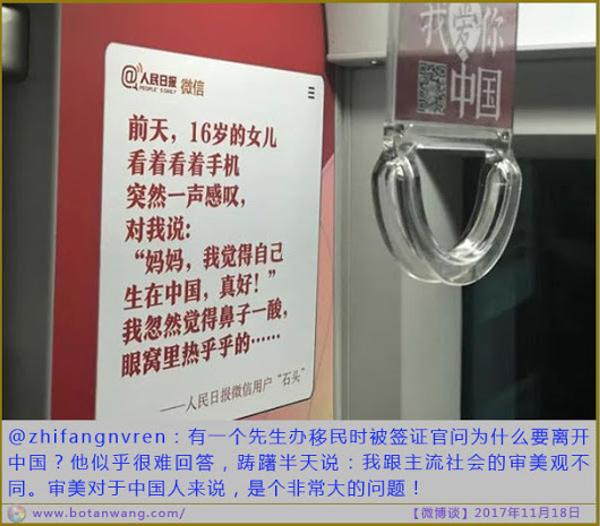 @人民日报 微信
PEOPLE'S DAILY
前天，16岁的女儿
看着看着手机
突然一声感叹，
对我说：
“妈妈，我觉得自己
生在中国，真好！”
我忽然觉得鼻子一酸，
眼窝里热乎乎的……
——人民日报微信用户“石头”
我爱你
中国
@zhifangnvren：有一个先生办移民时被签证官问为什么要离开
中国？他似乎很难回答，踌躇半天说：我跟主流社会的审美观不
同。审美对于中国人来说，是个非常大的问题！
www.botanwang.com/
【微博谈】2017年11月18日